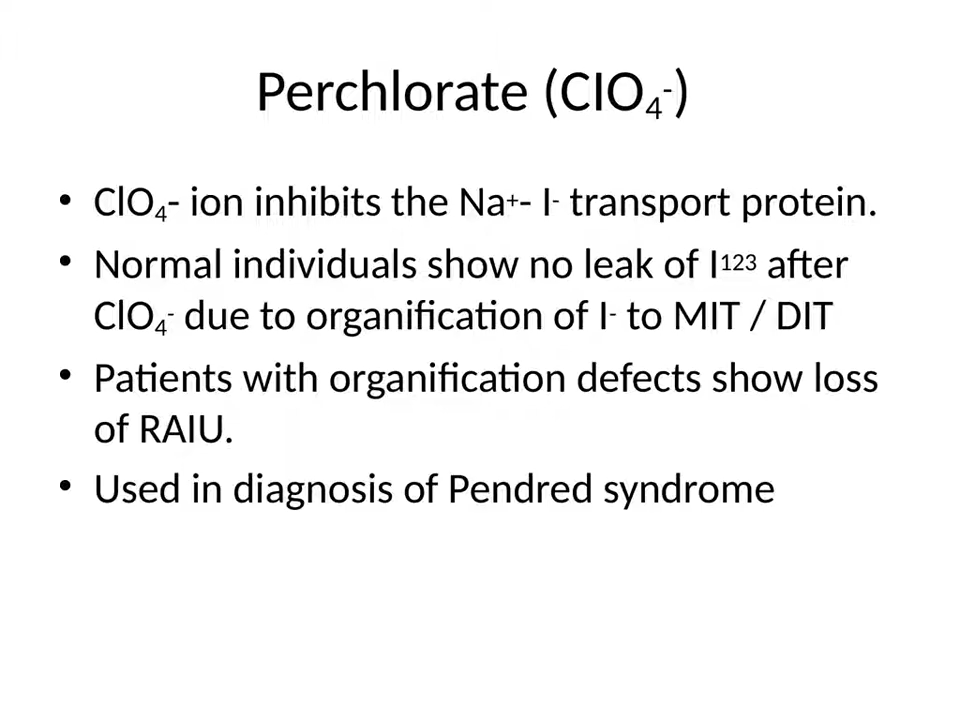 Perchlorate (ClO₄⁻)
• ClO₄- ion inhibits the Na⁺- I⁻ transport protein.
• Normal individuals show no leak of I¹²³ after
ClO₄⁻ due to organification of I⁻ to MIT / DIT
• Patients with organification defects show loss
of RAIU.
• Used in diagnosis of Pendred syndrome